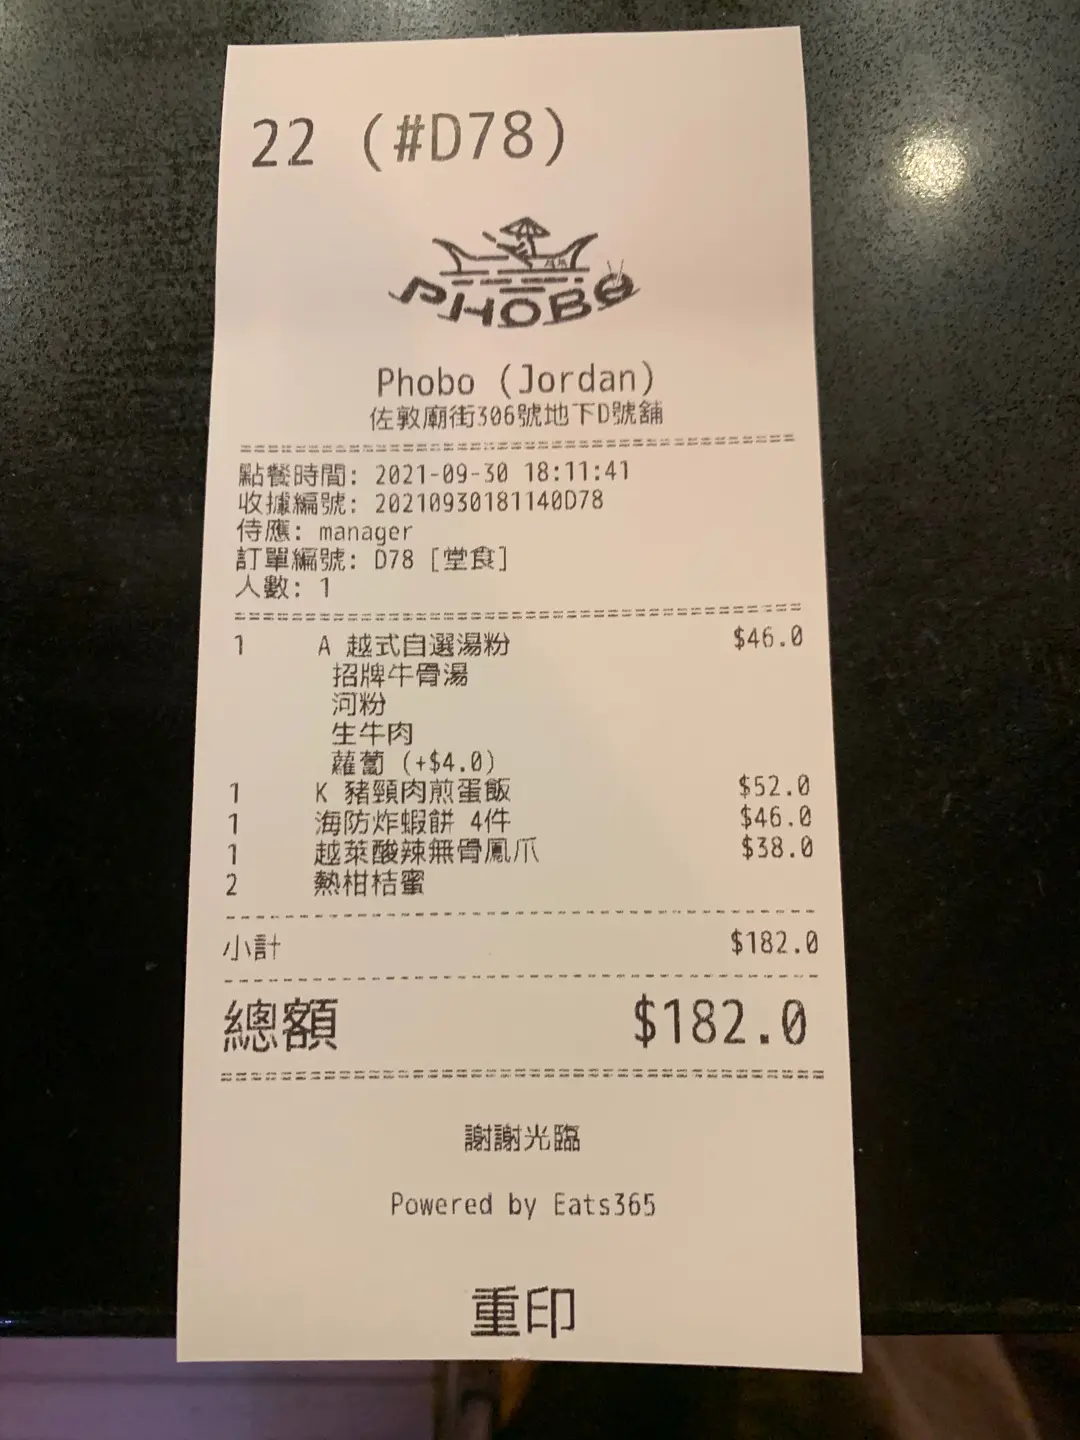 22 (#D78)
PHOBO
Phobo (Jordan)
佐敦廟街306號地下D號舖
點餐時間: 2021-09-30 18:11:41
收據編號: 20210930181140D78
侍應: manager
訂單編號: D78 [堂食]
人數: 1
1 A 越式自選湯粉 $46.0
招牌牛骨湯
河粉
生牛肉
蘿蔔 (+$4.0)
1 K 豬頸肉煎蛋飯 $52.0
1 海防炸蝦餅 4件 $46.0
1 越萊酸辣無骨鳳爪 $38.0
2 熱柑桔蜜
小計 $182.0
總額 $182.0
謝謝光臨
Powered by Eats365
重印